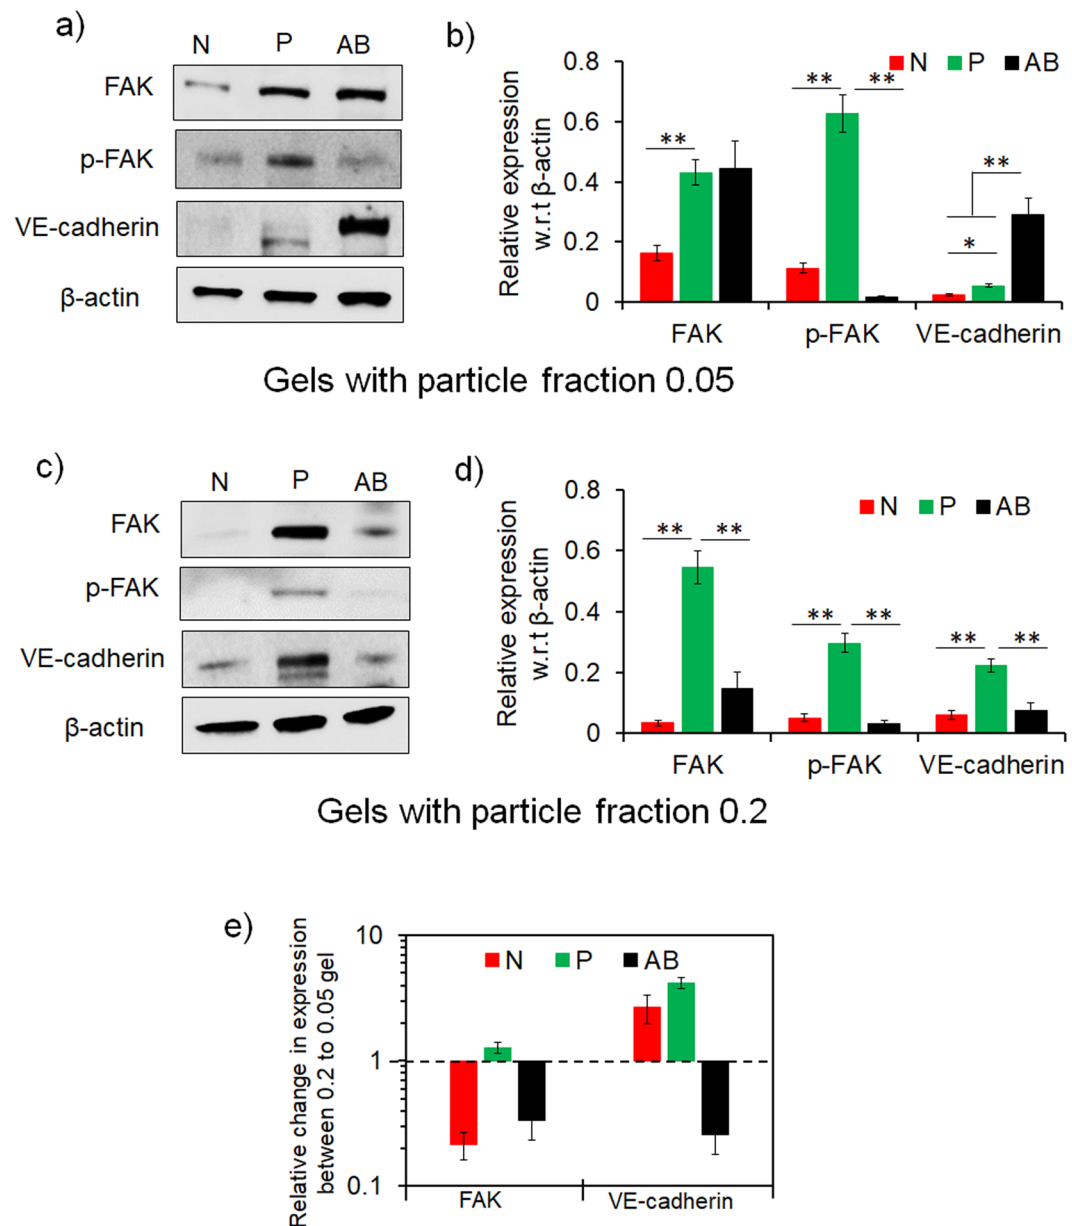 a)
N P AB
FAK
p-FAK
VE-cadherin
β-actin
b)
Relative expression
w.r.t β-actin
0.8
0.6
0.4
0.2
0
N P AB
** ** ** ** *
FAK p-FAK VE-cadherin
Gels with particle fraction 0.05
c)
N P AB
FAK
p-FAK
VE-cadherin
β-actin
d)
Relative expression
w.r.t β-actin
0.8
0.6
0.4
0.2
0
N P AB
** ** ** ** ** **
FAK p-FAK VE-cadherin
Gels with particle fraction 0.2
e)
Relative change in expression
between 0.2 to 0.05 gel
10
1
0.1
N P AB
FAK VE-cadherin